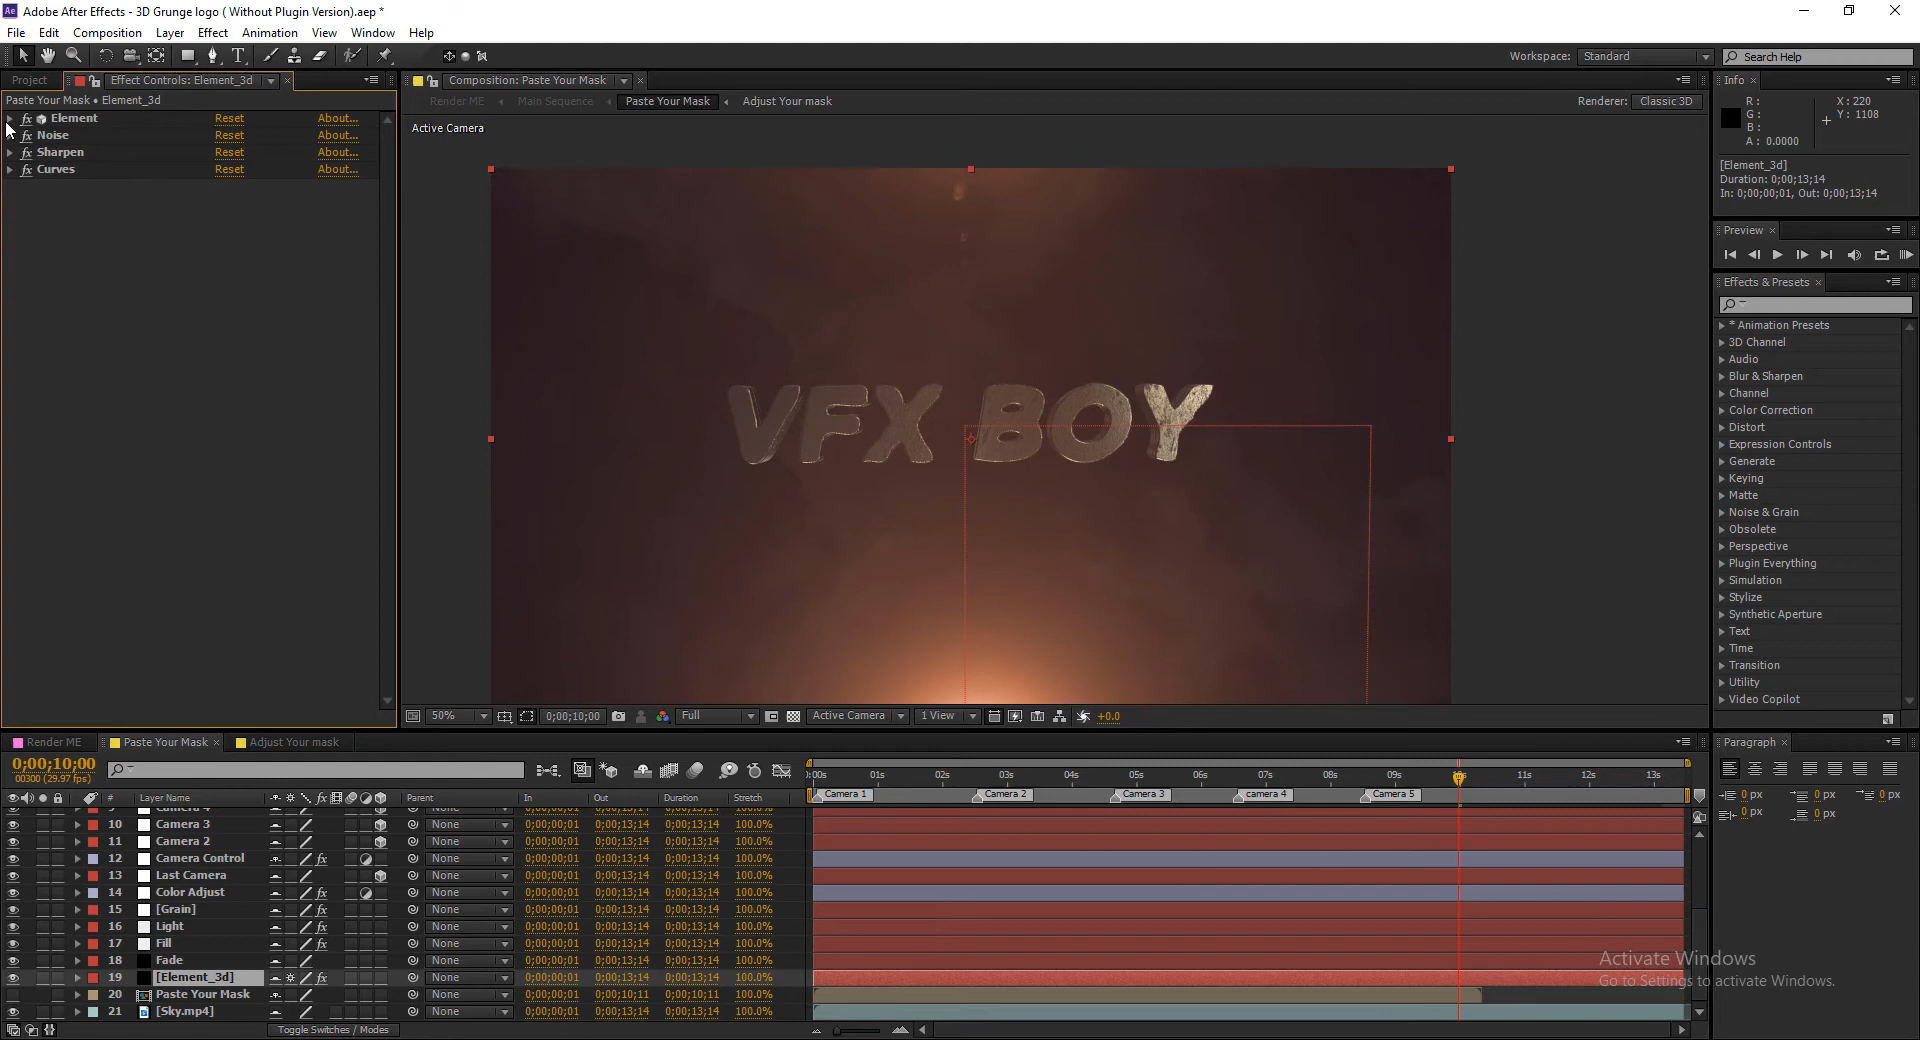 Ae Adobe After Effects - 3D Grunge logo ( Without Plugin Version).aep *
File Edit Composition Layer Effect Animation View Window Help
Workspace: Standard Search Help
Project Effect Controls: Element_3d
Paste Your Mask • Element_3d
fx Element Reset About...
fx Noise Reset About...
fx Sharpen Reset About...
fx Curves Reset About...
Composition: Paste Your Mask
Render ME Main Sequence Paste Your Mask Adjust Your mask
Renderer: Classic 3D
Active Camera
VFX BOY
50% 0;00;10;00 Full Active Camera 1 View +0.0
Info
R:
G:
B:
A: 0.0000
X: 220
Y: 1108
[Element_3d]
Duration: 0;00;13;14
In: 0;00;00;01, Out: 0;00;13;14
Preview
Effects & Presets
* Animation Presets
3D Channel
Audio
Blur & Sharpen
Channel
Color Correction
Distort
Expression Controls
Generate
Keying
Matte
Noise & Grain
Obsolete
Perspective
Plugin Everything
Simulation
Stylize
Synthetic Aperture
Text
Time
Transition
Utility
Video Copilot
Render ME Paste Your Mask Adjust Your mask
0;00;10;00
00300 (29.97 fps)
# Layer Name fx Parent In Out Duration Stretch
10 Camera 3 None 0;00;00;01 0;00;13;14 0;00;13;14 100.0%
11 Camera 2 None 0;00;00;01 0;00;13;14 0;00;13;14 100.0%
12 Camera Control fx None 0;00;00;01 0;00;13;14 0;00;13;14 100.0%
13 Last Camera None 0;00;00;01 0;00;13;14 0;00;13;14 100.0%
14 Color Adjust fx None 0;00;00;01 0;00;13;14 0;00;13;14 100.0%
15 [Grain] fx None 0;00;00;01 0;00;13;14 0;00;13;14 100.0%
16 Light fx None 0;00;00;01 0;00;13;14 0;00;13;14 100.0%
17 Fill fx None 0;00;00;01 0;00;13;14 0;00;13;14 100.0%
18 Fade None 0;00;00;01 0;00;13;14 0;00;13;14 100.0%
19 [Element_3d] fx None 0;00;00;01 0;00;13;14 0;00;13;14 100.0%
20 Paste Your Mask None 0;00;00;01 0;00;10;11 0;00;10;11 100.0%
21 [Sky.mp4] None 0;00;00;01 0;00;13;14 0;00;13;14 100.0%
Toggle Switches / Modes
):00s 01s 02s 03s 04s 05s 06s 07s 08s 09s 11s 12s 13s
Camera 1 Camera 2 Camera 3 camera 4 Camera 5
Paragraph
0 px 0 px 0 px
0 px 0 px
Activate Windows
Go to Settings to activate Windows.